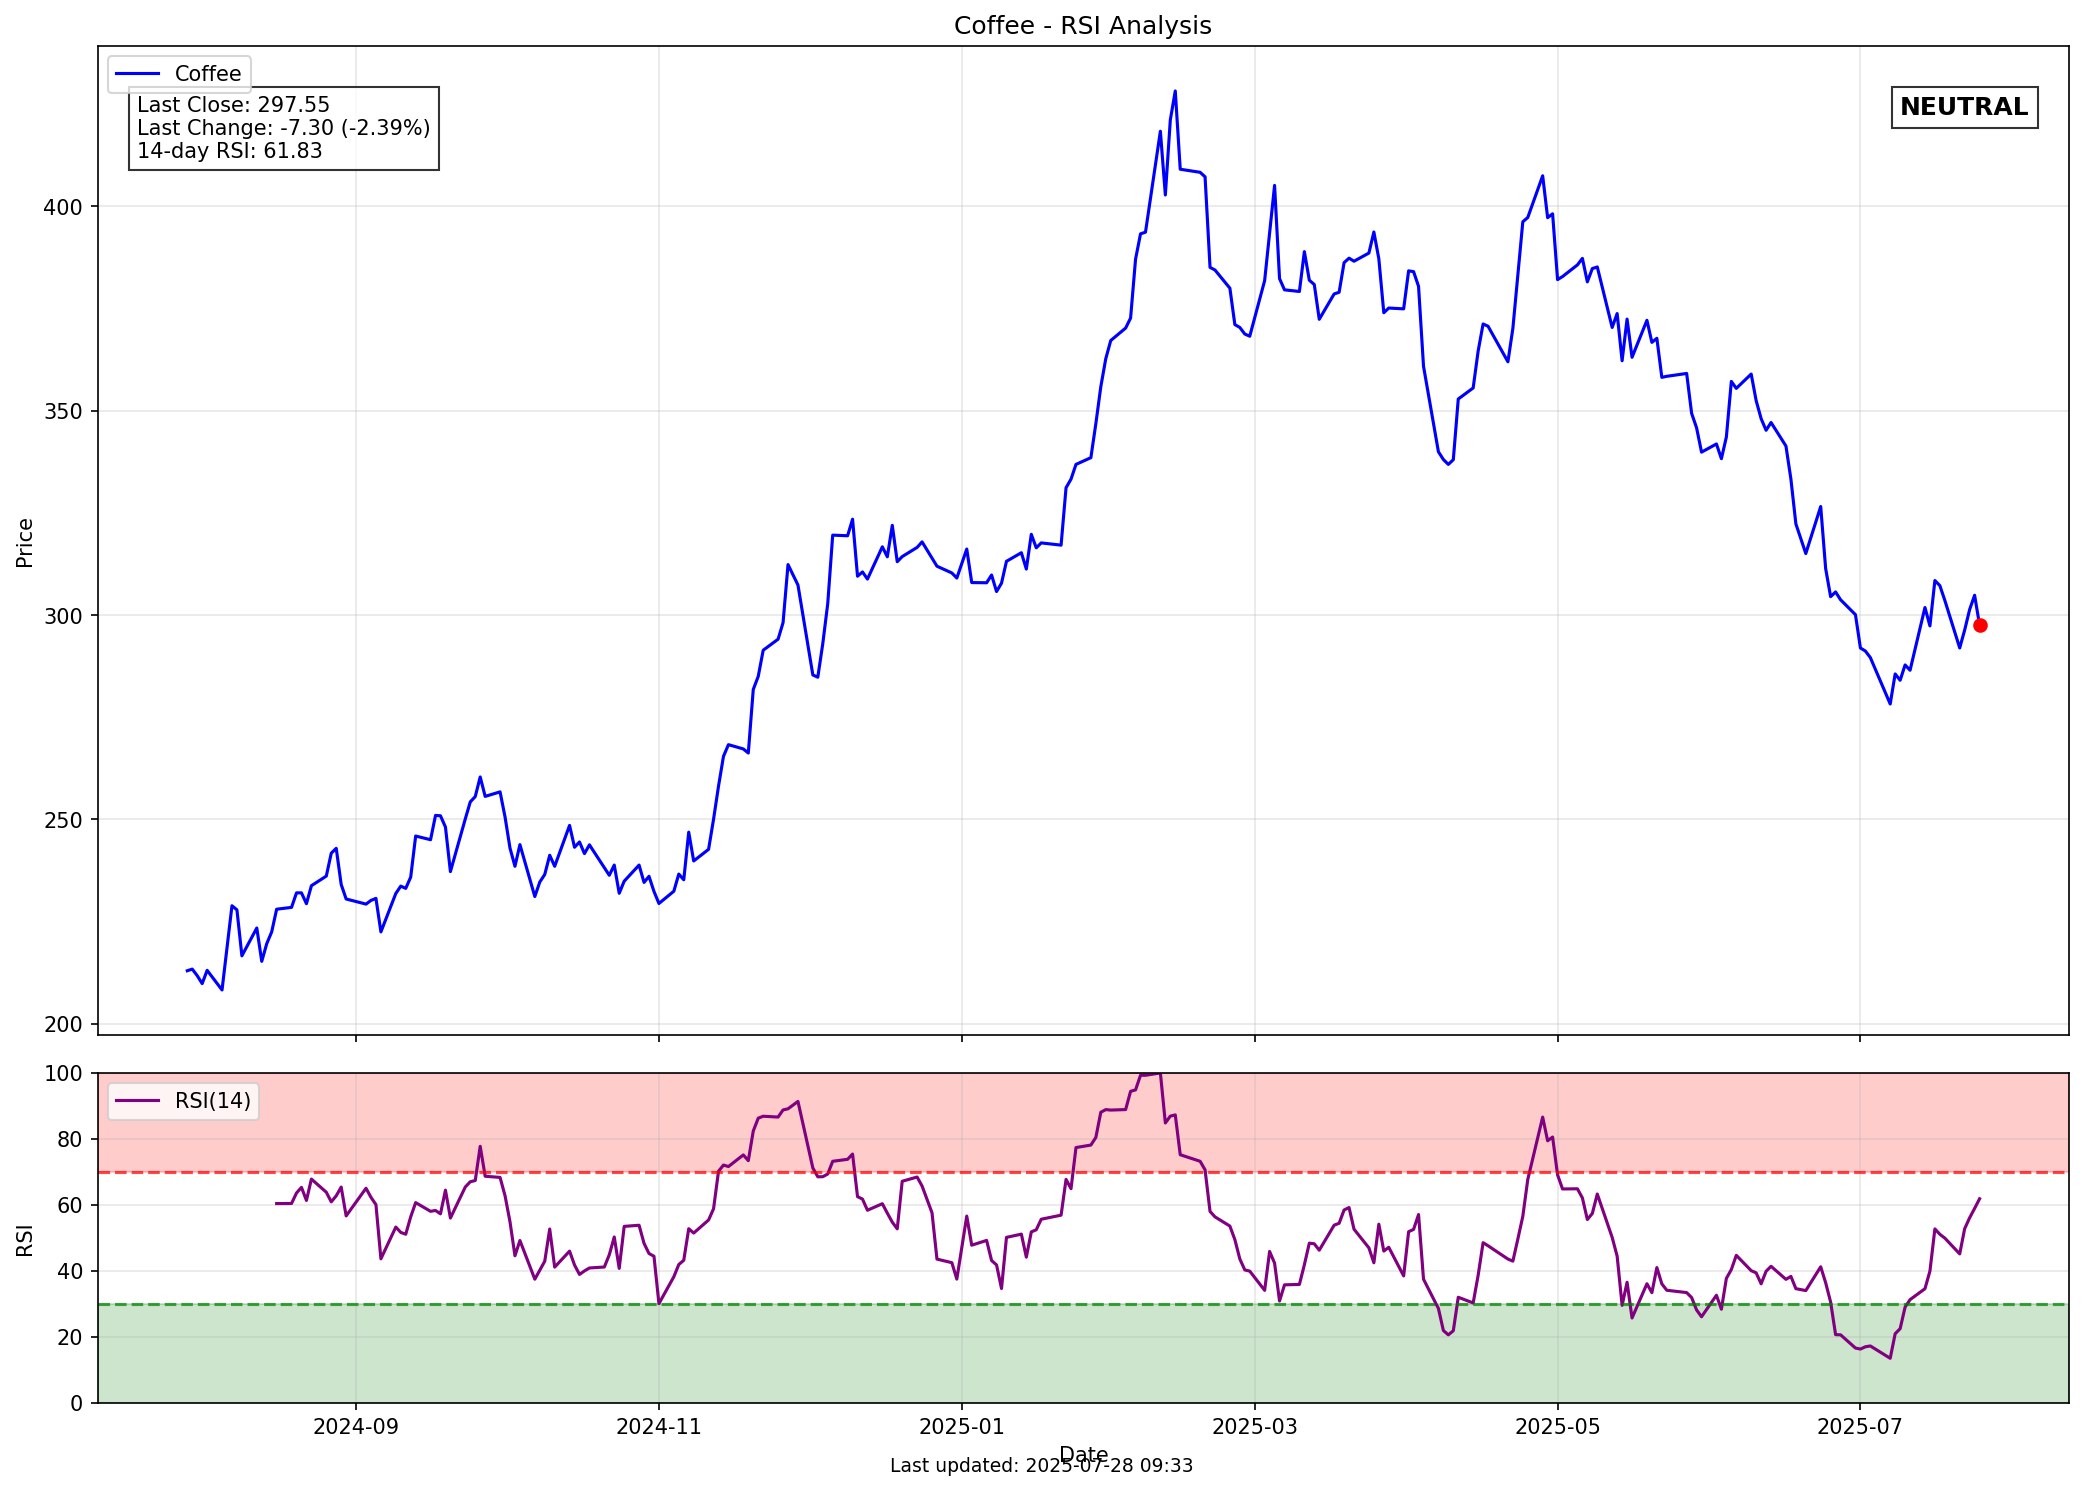 Coffee - RSI Analysis
Coffee
Last Close: 297.55
Last Change: -7.30 (-2.39%)
14-day RSI: 61.83
NEUTRAL
400
350
300
250
200
Price
100
80
60
40
20
0
RSI
RSI(14)
2024-09
2024-11
2025-01
2025-03
2025-05
2025-07
Date
Last updated: 2025-07-28 09:33